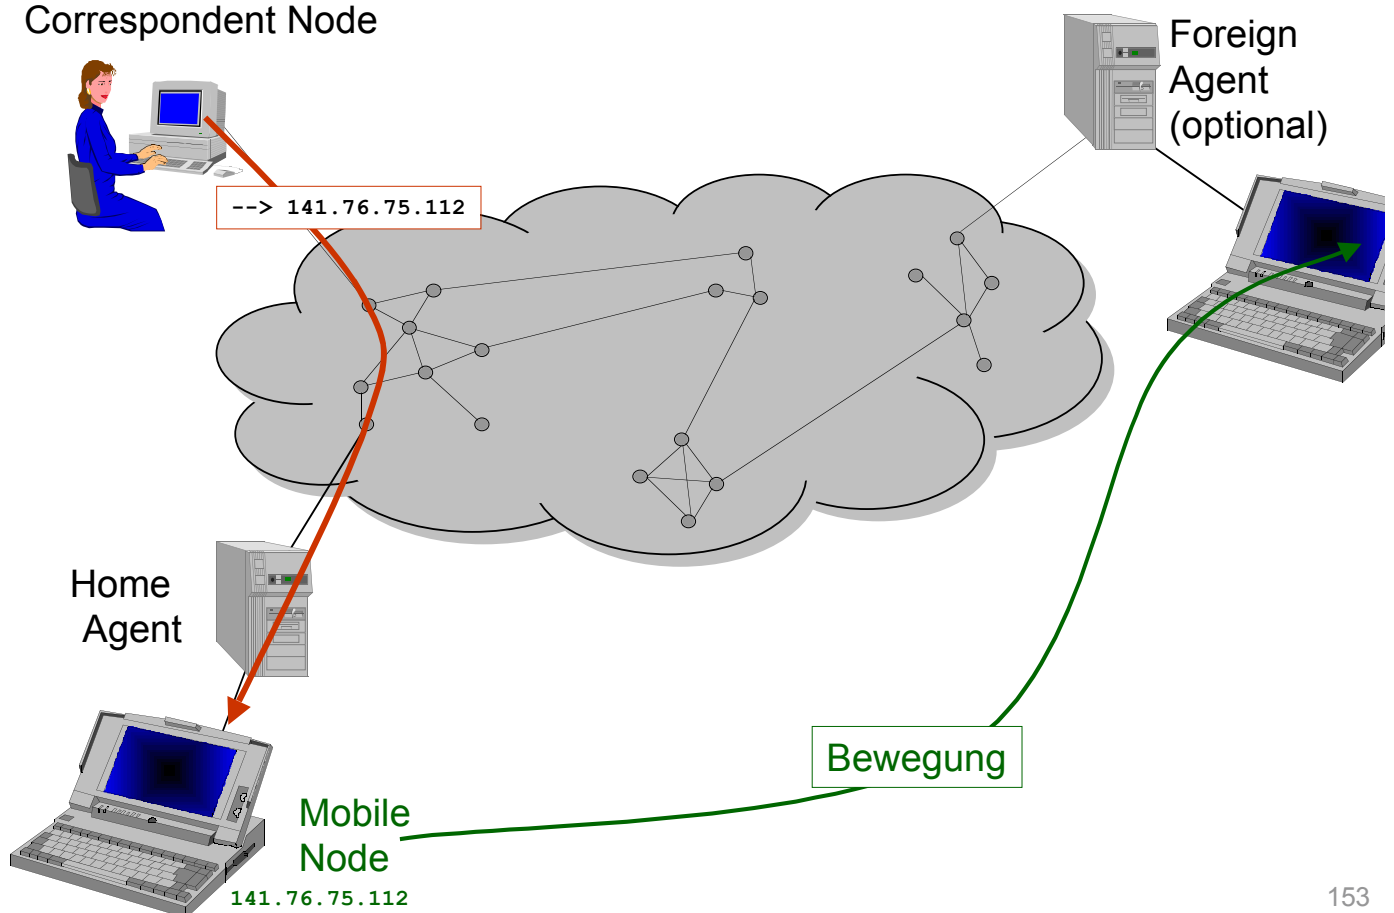 Correspondent Node
Foreign
Agent
(optional)
--> 141.76.75.112
Home
Agent
Bewegung
Mobile
Node
141.76.75.112
153